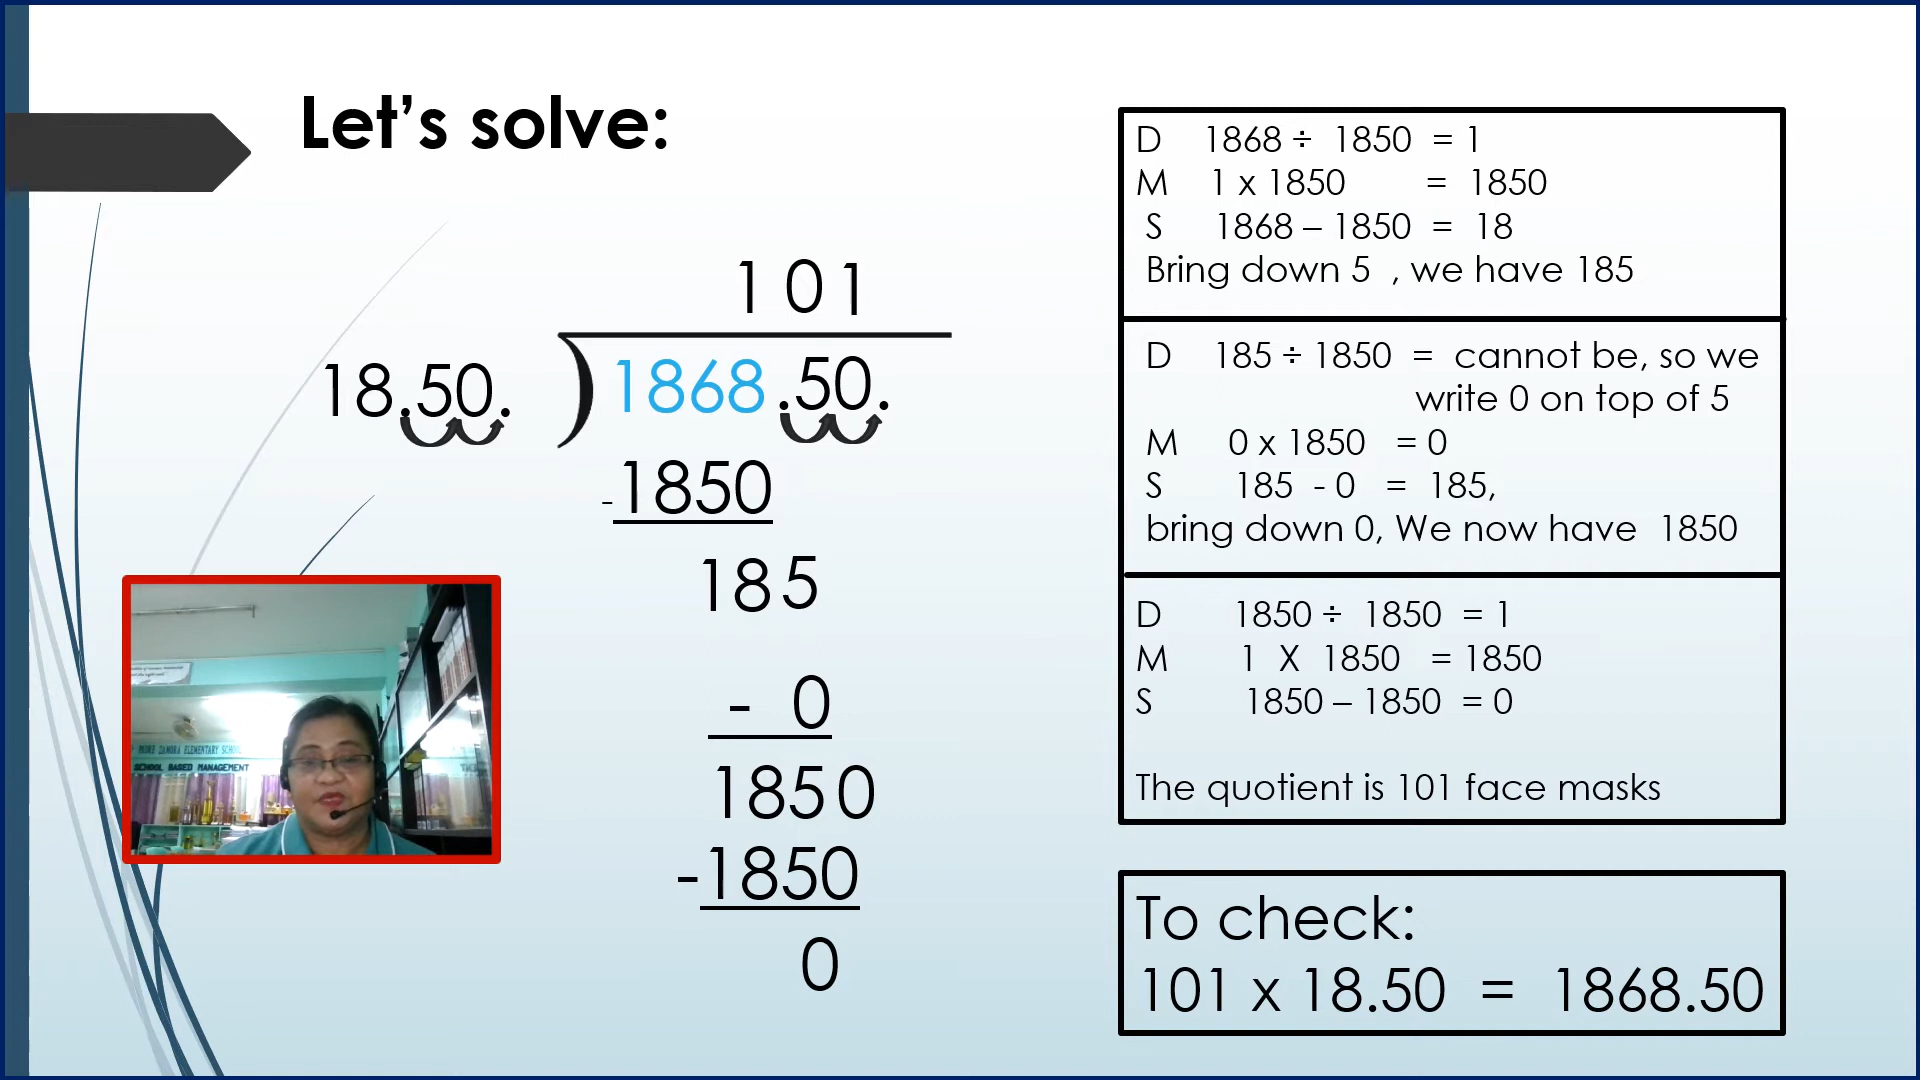 Let's solve:
101
18.50. 1868.50.
-1850
185
- 0
1850
-1850
0
PADRE ZAMORA ELEMENTARY SCHOOL
SCHOOL BASED MANAGEMENT
D 1868 ÷ 1850 = 1
M 1 x 1850 = 1850
S 1868 – 1850 = 18
Bring down 5 , we have 185
D 185 ÷ 1850 = cannot be, so we
write 0 on top of 5
M 0 x 1850 = 0
S 185 - 0 = 185,
bring down 0, We now have 1850
D 1850 ÷ 1850 = 1
M 1 X 1850 = 1850
S 1850 – 1850 = 0
The quotient is 101 face masks
To check:
101 x 18.50 = 1868.50